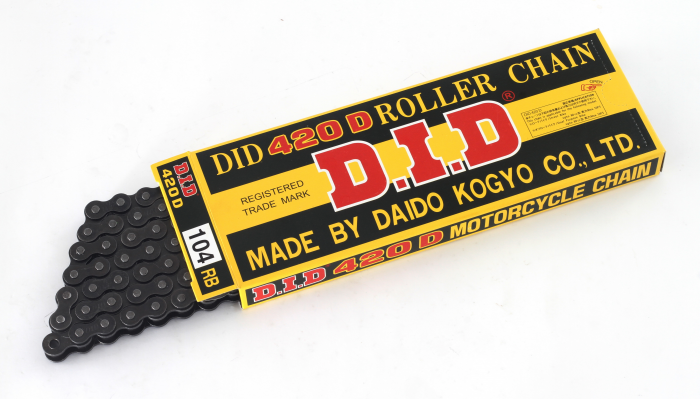 DID 420 D ROLLER CHAIN
D.I.D
®
REGISTERED
TRADE MARK
MADE BY DAIDO KOGYO CO., LTD.
D.I.D 420 D MOTORCYCLE CHAIN
D.I.D
420 D
104 RB